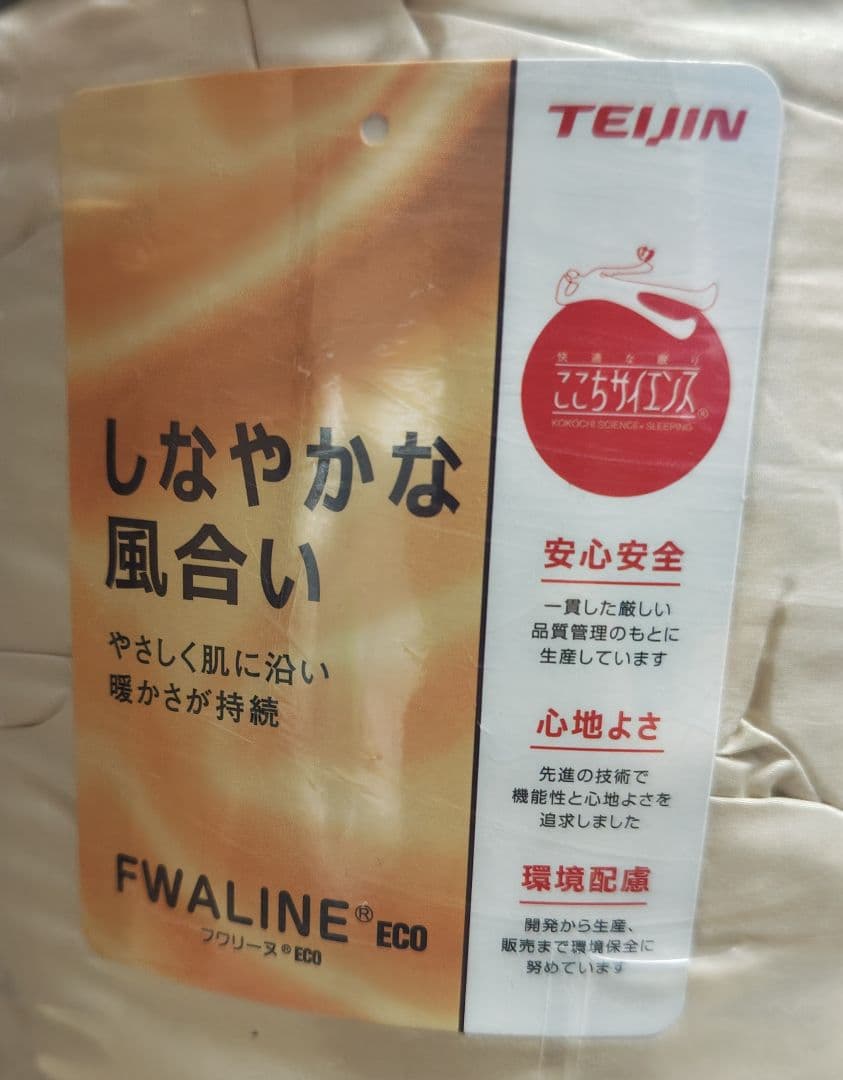 しなやかな
風合い
やさしく肌に沿い
暖かさが持続
FWALINE® ECO
フワリーヌ® ECO
TEIJIN
快適な眠り
ここちサイエンス®
KOKOCHI SCIENCE • SLEEPING
安心安全
一貫した厳しい
品質管理のもとに
生産しています
心地よさ
先進の技術で
機能性と心地よさを
追求しました
環境配慮
開発から生産、
販売まで環境保全に
努めています